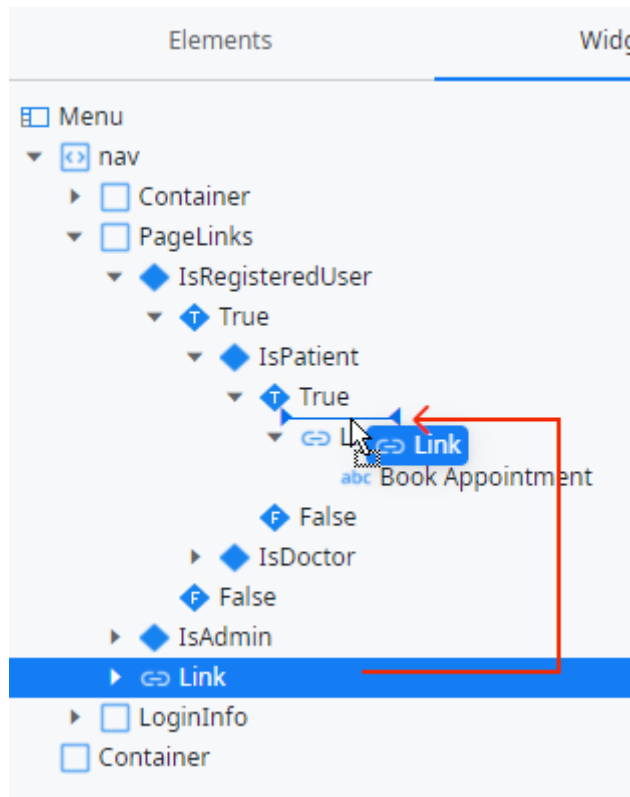 Elements Widg
Menu
nav
Container
PageLinks
IsRegisteredUser
T True
IsPatient
T True
L Link
abc Book Appointment
F False
IsDoctor
F False
IsAdmin
Link
LoginInfo
Container